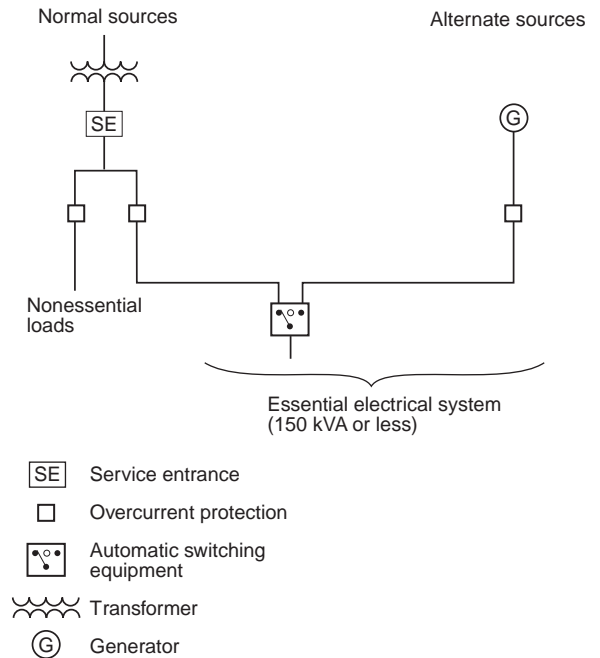 Normal sources
Alternate sources
SE
G
Nonessential
loads
Essential electrical system
(150 kVA or less)
SE Service entrance
Overcurrent protection
Automatic switching
equipment
Transformer
G Generator